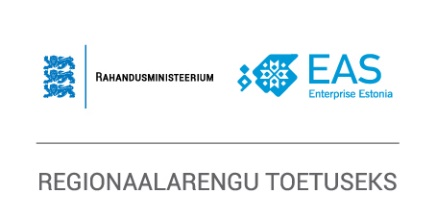 RAHANDUSMINISTEERIUM
EAS
Enterprise Estonia
REGIONAALARENGU TOETUSEKS